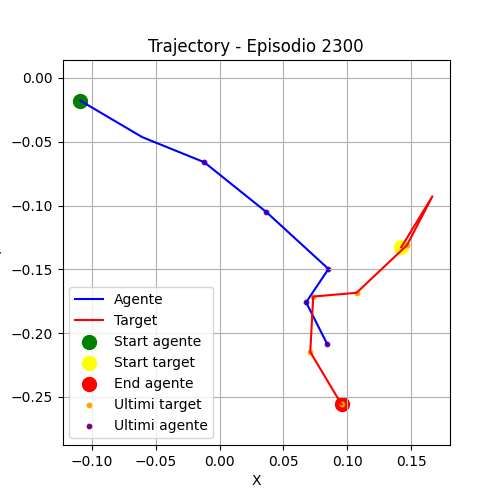 Trajectory - Episodio 2300
0.00
−0.05
−0.10
−0.15
−0.20
−0.25
Agente
Target
Start agente
Start target
End agente
Ultimi target
Ultimi agente
−0.10
−0.05
0.00
0.05
0.10
0.15
X